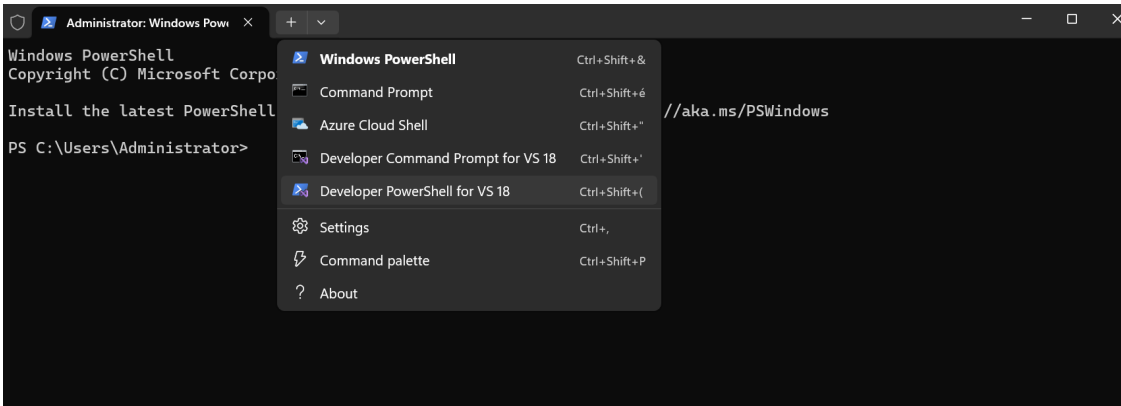 Administrator: Windows Powe
Windows PowerShell
Copyright (C) Microsoft Corpo
Install the latest PowerShell
//aka.ms/PSWindows
PS C:\Users\Administrator>
Windows PowerShell Ctrl+Shift+&
Command Prompt Ctrl+Shift+é
Azure Cloud Shell Ctrl+Shift+"
Developer Command Prompt for VS 18 Ctrl+Shift+'
Developer PowerShell for VS 18 Ctrl+Shift+(
Settings Ctrl+,
Command palette Ctrl+Shift+P
About